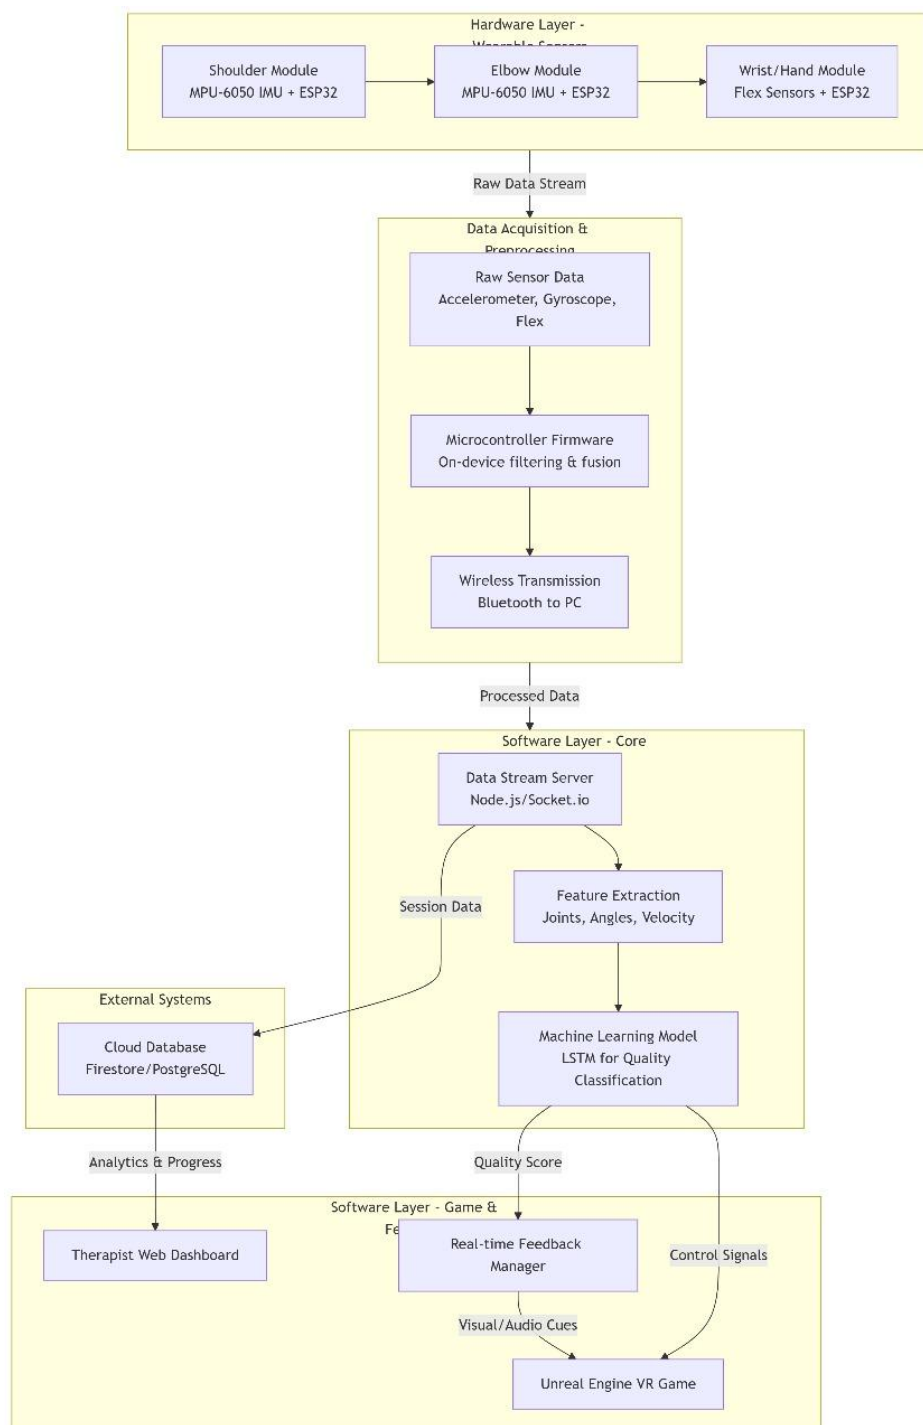 Hardware Layer -
Wearable Sensors
Shoulder Module
MPU-6050 IMU + ESP32
Elbow Module
MPU-6050 IMU + ESP32
Wrist/Hand Module
Flex Sensors + ESP32
Raw Data Stream
Data Acquisition &
Preprocessing
Raw Sensor Data
Accelerometer, Gyroscope,
Flex
Microcontroller Firmware
On-device filtering & fusion
Wireless Transmission
Bluetooth to PC
Processed Data
Software Layer - Core
Data Stream Server
Node.js/Socket.io
Session Data
Feature Extraction
Joints, Angles, Velocity
External Systems
Cloud Database
Firestore/PostgreSQL
Machine Learning Model
LSTM for Quality
Classification
Analytics & Progress
Quality Score
Software Layer - Game &
Therapist Web Dashboard
Real-time Feedback
Manager
Control Signals
Visual/Audio Cues
Unreal Engine VR Game